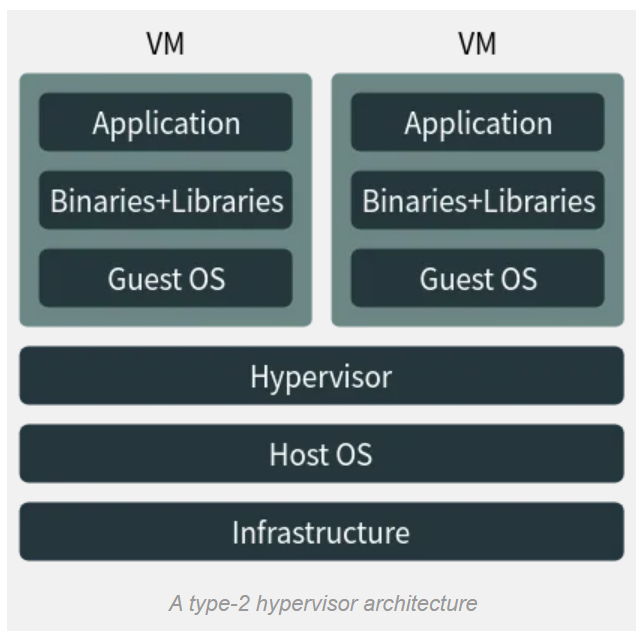 VM VM
Application Application
Binaries+Libraries Binaries+Libraries
Guest OS Guest OS
Hypervisor
Host OS
Infrastructure
A type-2 hypervisor architecture